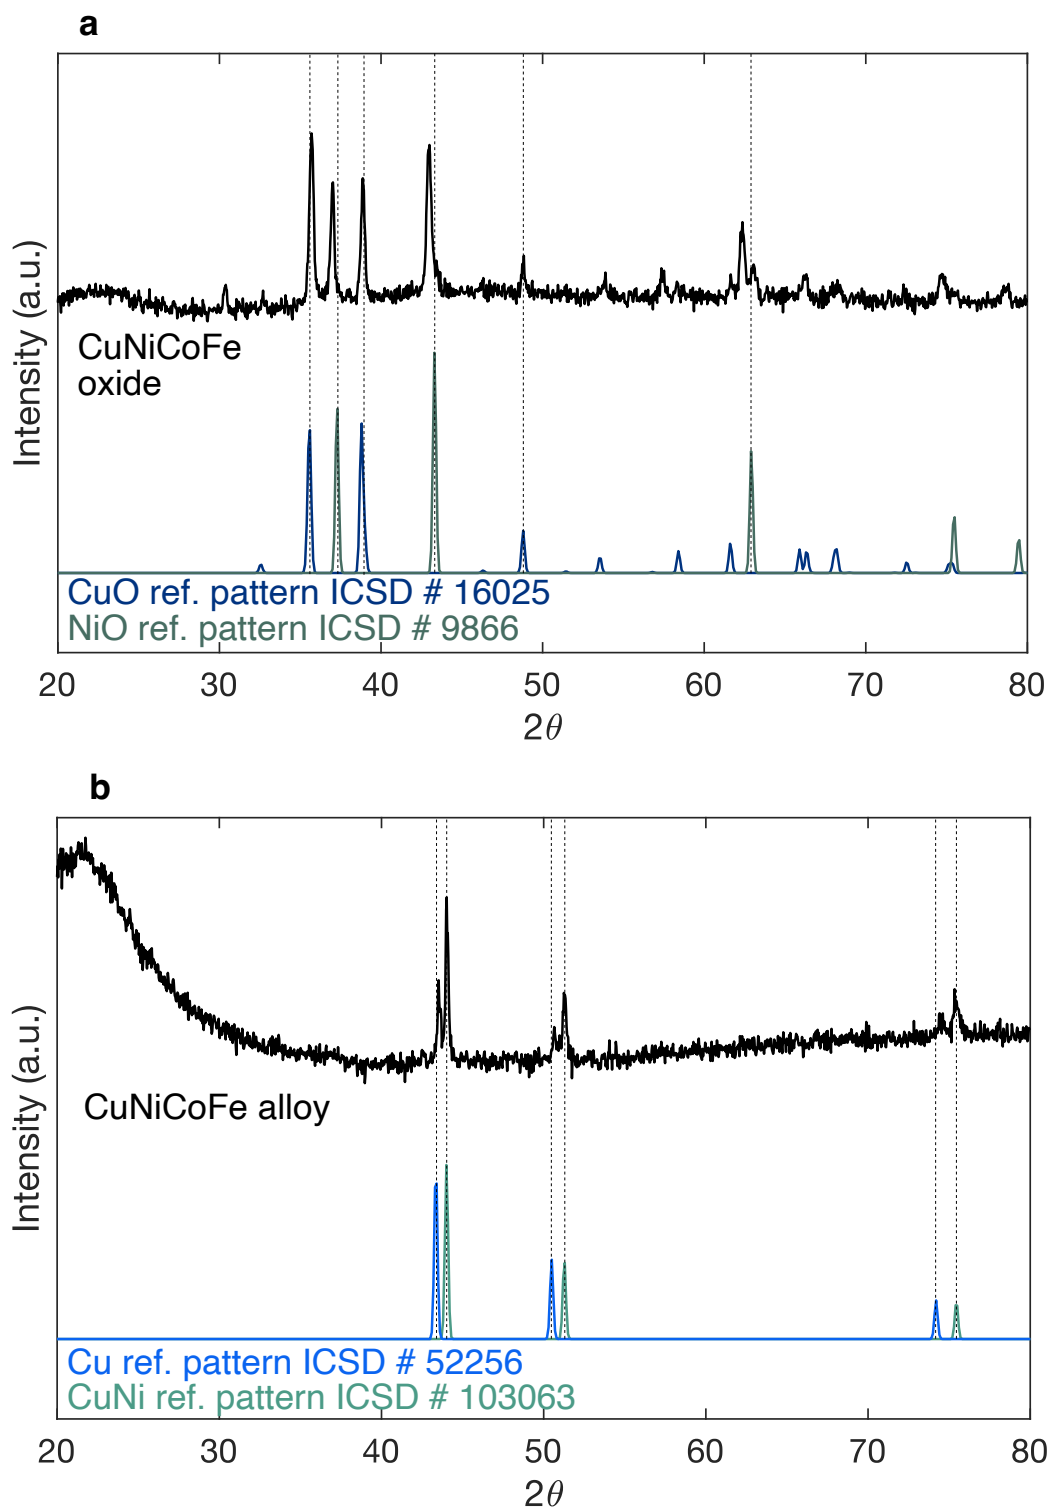 a
Intensity (a.u.)
CuNiCoFe
oxide
CuO ref. pattern ICSD # 16025
NiO ref. pattern ICSD # 9866
20 30 40 50 60 70 80
2θ
b
Intensity (a.u.)
CuNiCoFe alloy
Cu ref. pattern ICSD # 52256
CuNi ref. pattern ICSD # 103063
20 30 40 50 60 70 80
2θ